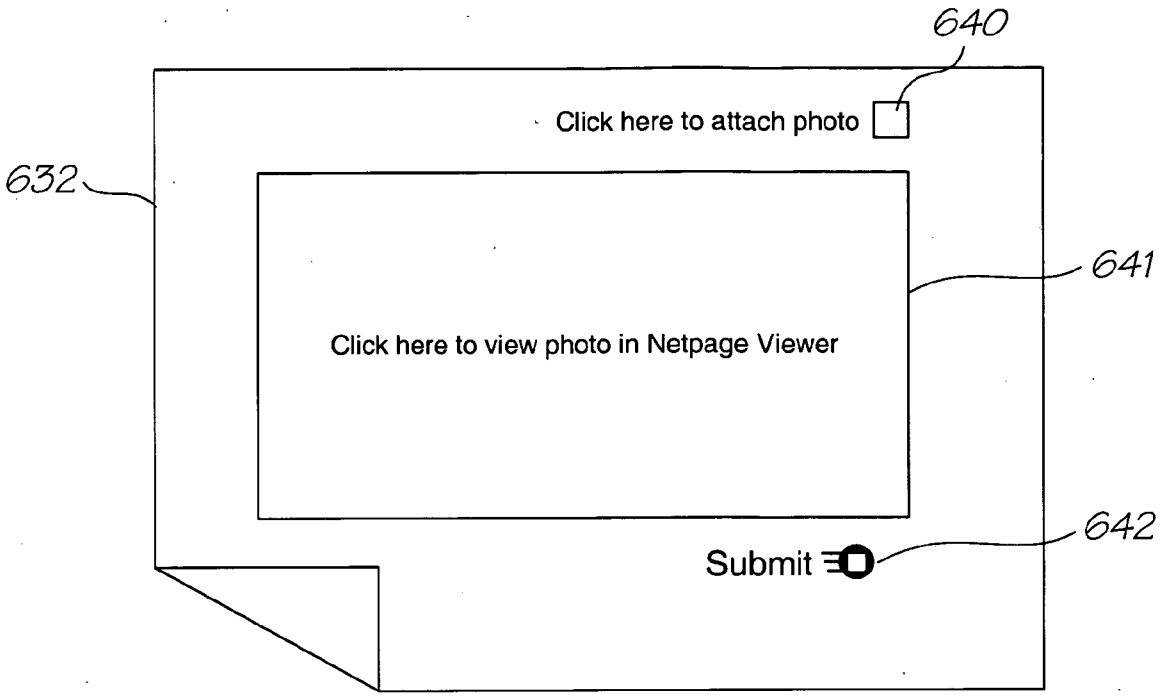 640
Click here to attach photo
632
641
Click here to view photo in Netpage Viewer
642
Submit